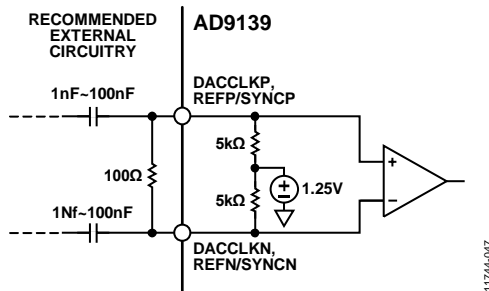 RECOMMENDED
EXTERNAL
CIRCUITRY
AD9139
1nF~100nF
DACCLKP,
REFP/SYNCP
5kΩ
100Ω
1.25V
5kΩ
1Nf~100nF
DACCLKN,
REFN/SYNCN
11744-047